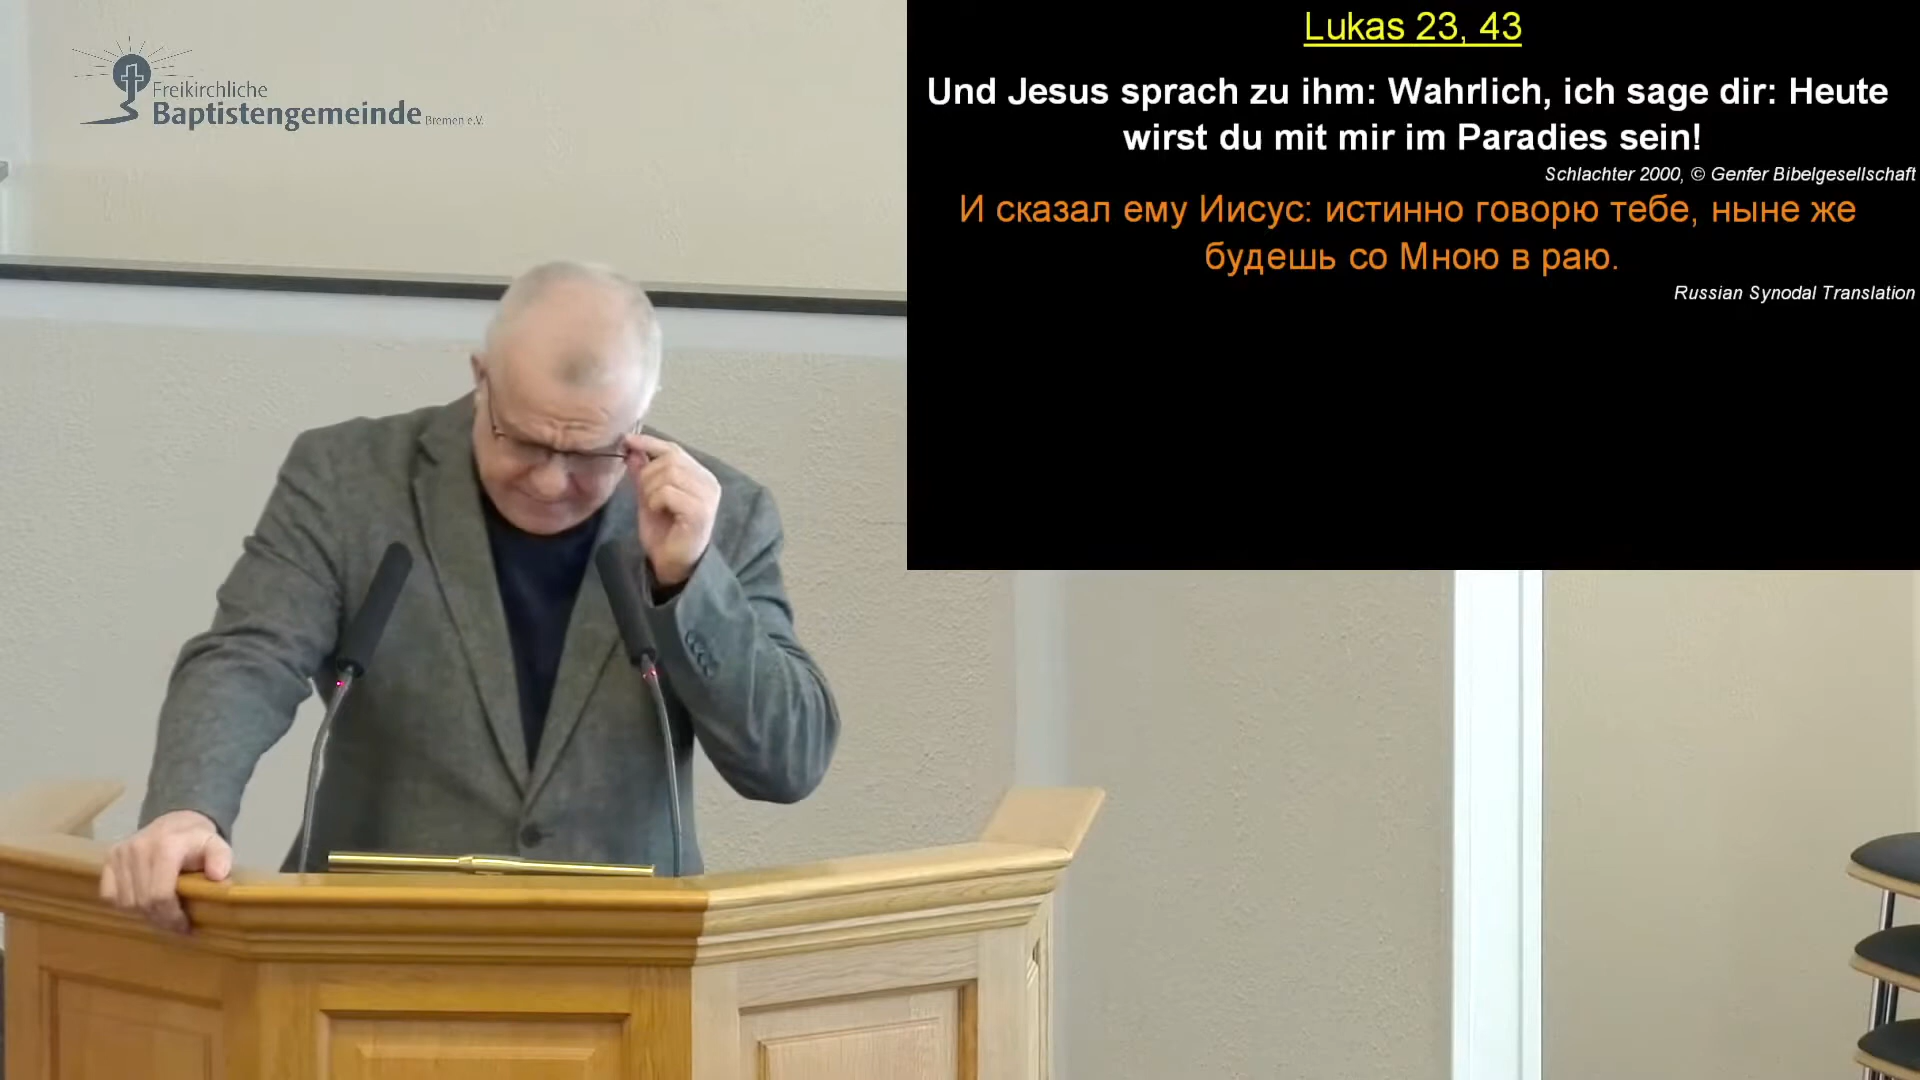 Freikirchliche
Baptistengemeinde Bremen e.V.
Lukas 23, 43
Und Jesus sprach zu ihm: Wahrlich, ich sage dir: Heute
wirst du mit mir im Paradies sein!
Schlachter 2000, © Genfer Bibelgesellschaft
И сказал ему Иисус: истинно говорю тебе, ныне же
будешь со Мною в раю.
Russian Synodal Translation